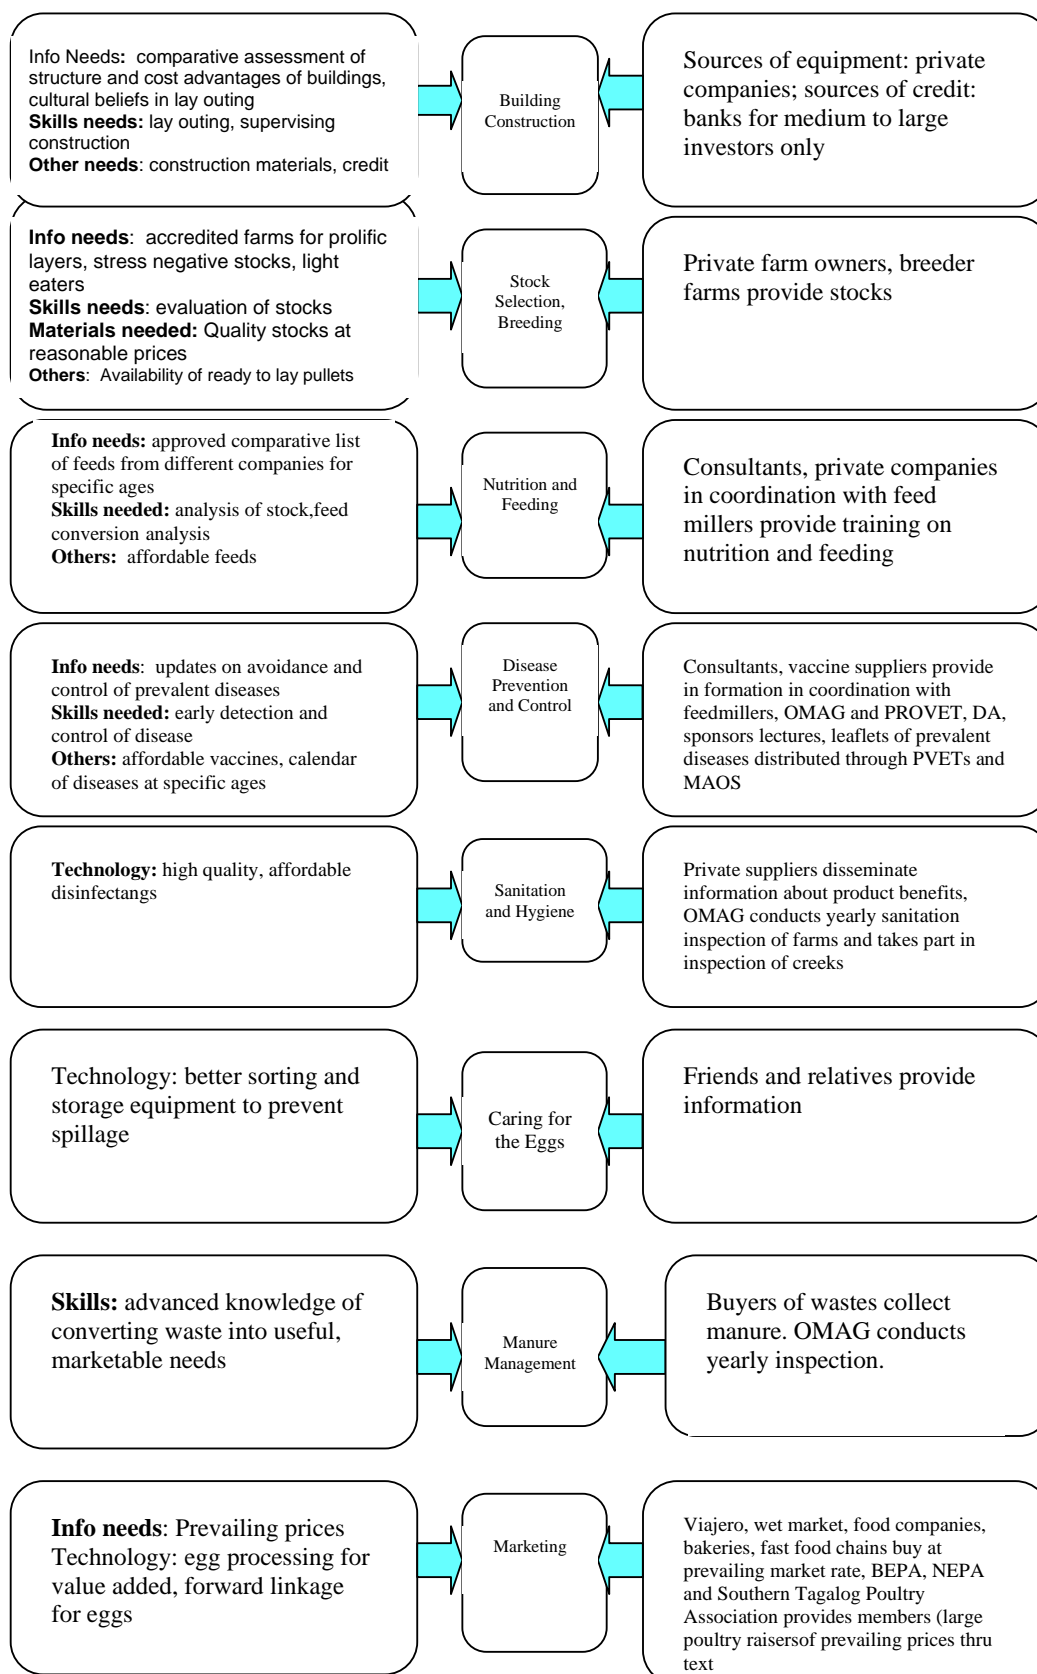 Info Needs: comparative assessment of
structure and cost advantages of buildings,
cultural beliefs in lay outing
Skills needs: lay outing, supervising
construction
Other needs: construction materials, credit
Building
Construction
Sources of equipment: private
companies; sources of credit:
banks for medium to large
investors only
Info needs: accredited farms for prolific
layers, stress negative stocks, light
eaters
Skills needs: evaluation of stocks
Materials needed: Quality stocks at
reasonable prices
Others: Availability of ready to lay pullets
Stock
Selection,
Breeding
Private farm owners, breeder
farms provide stocks
Info needs: approved comparative list
of feeds from different companies for
specific ages
Skills needed: analysis of stock,feed
conversion analysis
Others: affordable feeds
Nutrition and
Feeding
Consultants, private companies
in coordination with feed
millers provide training on
nutrition and feeding
Info needs: updates on avoidance and
control of prevalent diseases
Skills needed: early detection and
control of disease
Others: affordable vaccines, calendar
of diseases at specific ages
Disease
Prevention
and Control
Consultants, vaccine suppliers provide
in formation in coordination with
feedmillers, OMAG and PROVET, DA,
sponsors lectures, leaflets of prevalent
diseases distributed through PVETs and
MAOS
Technology: high quality, affordable
disinfectangs
Sanitation
and Hygiene
Private suppliers disseminate
information about product benefits,
OMAG conducts yearly sanitation
inspection of farms and takes part in
inspection of creeks
Technology: better sorting and
storage equipment to prevent
spillage
Caring for
the Eggs
Friends and relatives provide
information
Skills: advanced knowledge of
converting waste into useful,
marketable needs
Manure
Management
Buyers of wastes collect
manure. OMAG conducts
yearly inspection.
Info needs: Prevailing prices
Technology: egg processing for
value added, forward linkage
for eggs
Marketing
Viajero, wet market, food companies,
bakeries, fast food chains buy at
prevailing market rate, BEPA, NEPA
and Southern Tagalog Poultry
Association provides members (large
poultry raisersof prevailing prices thru
text